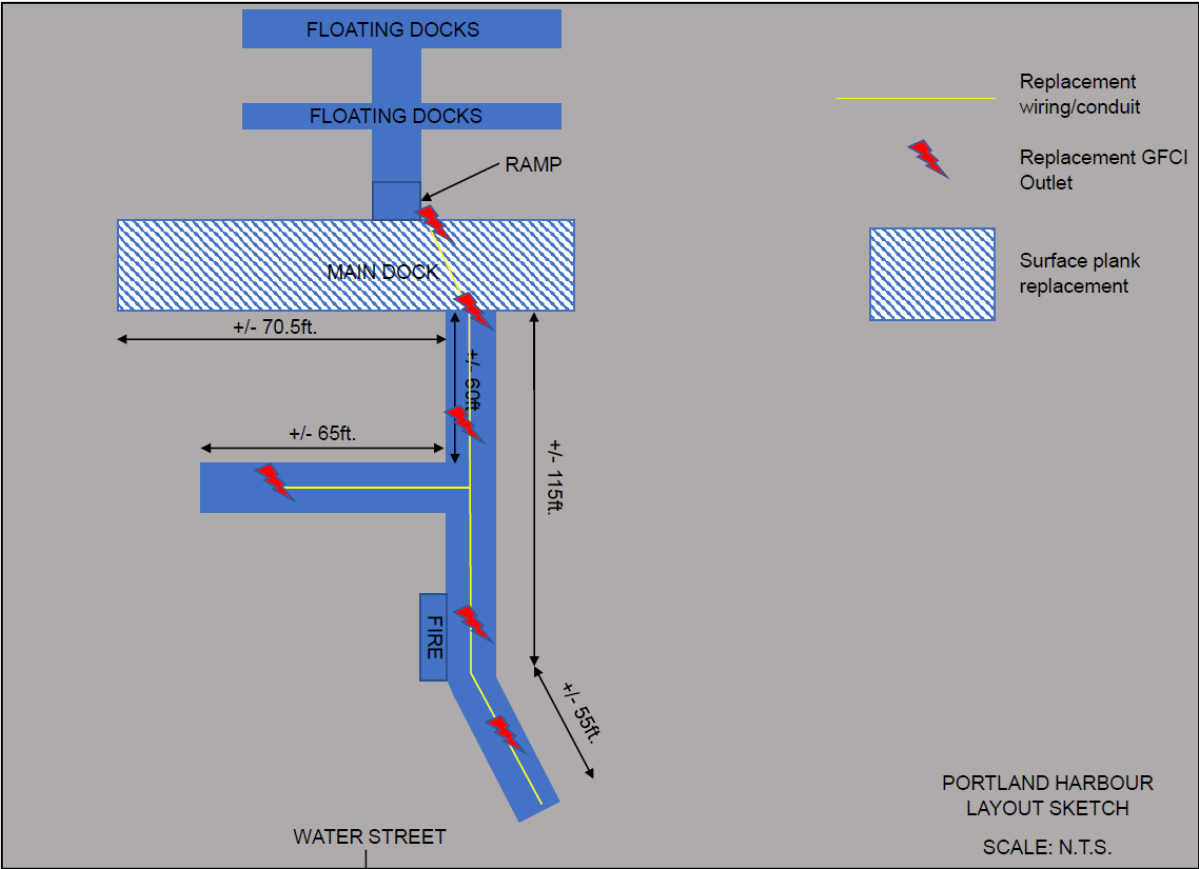 FLOATING DOCKS
FLOATING DOCKS
RAMP
MAIN DOCK
+/- 70.5ft.
+/- 60ft.
+/- 65ft.
+/- 115ft.
FIRE
+/- 55ft.
WATER STREET
Replacement
wiring/conduit
Replacement GFCI
Outlet
Surface plank
replacement
PORTLAND HARBOUR
LAYOUT SKETCH
SCALE: N.T.S.